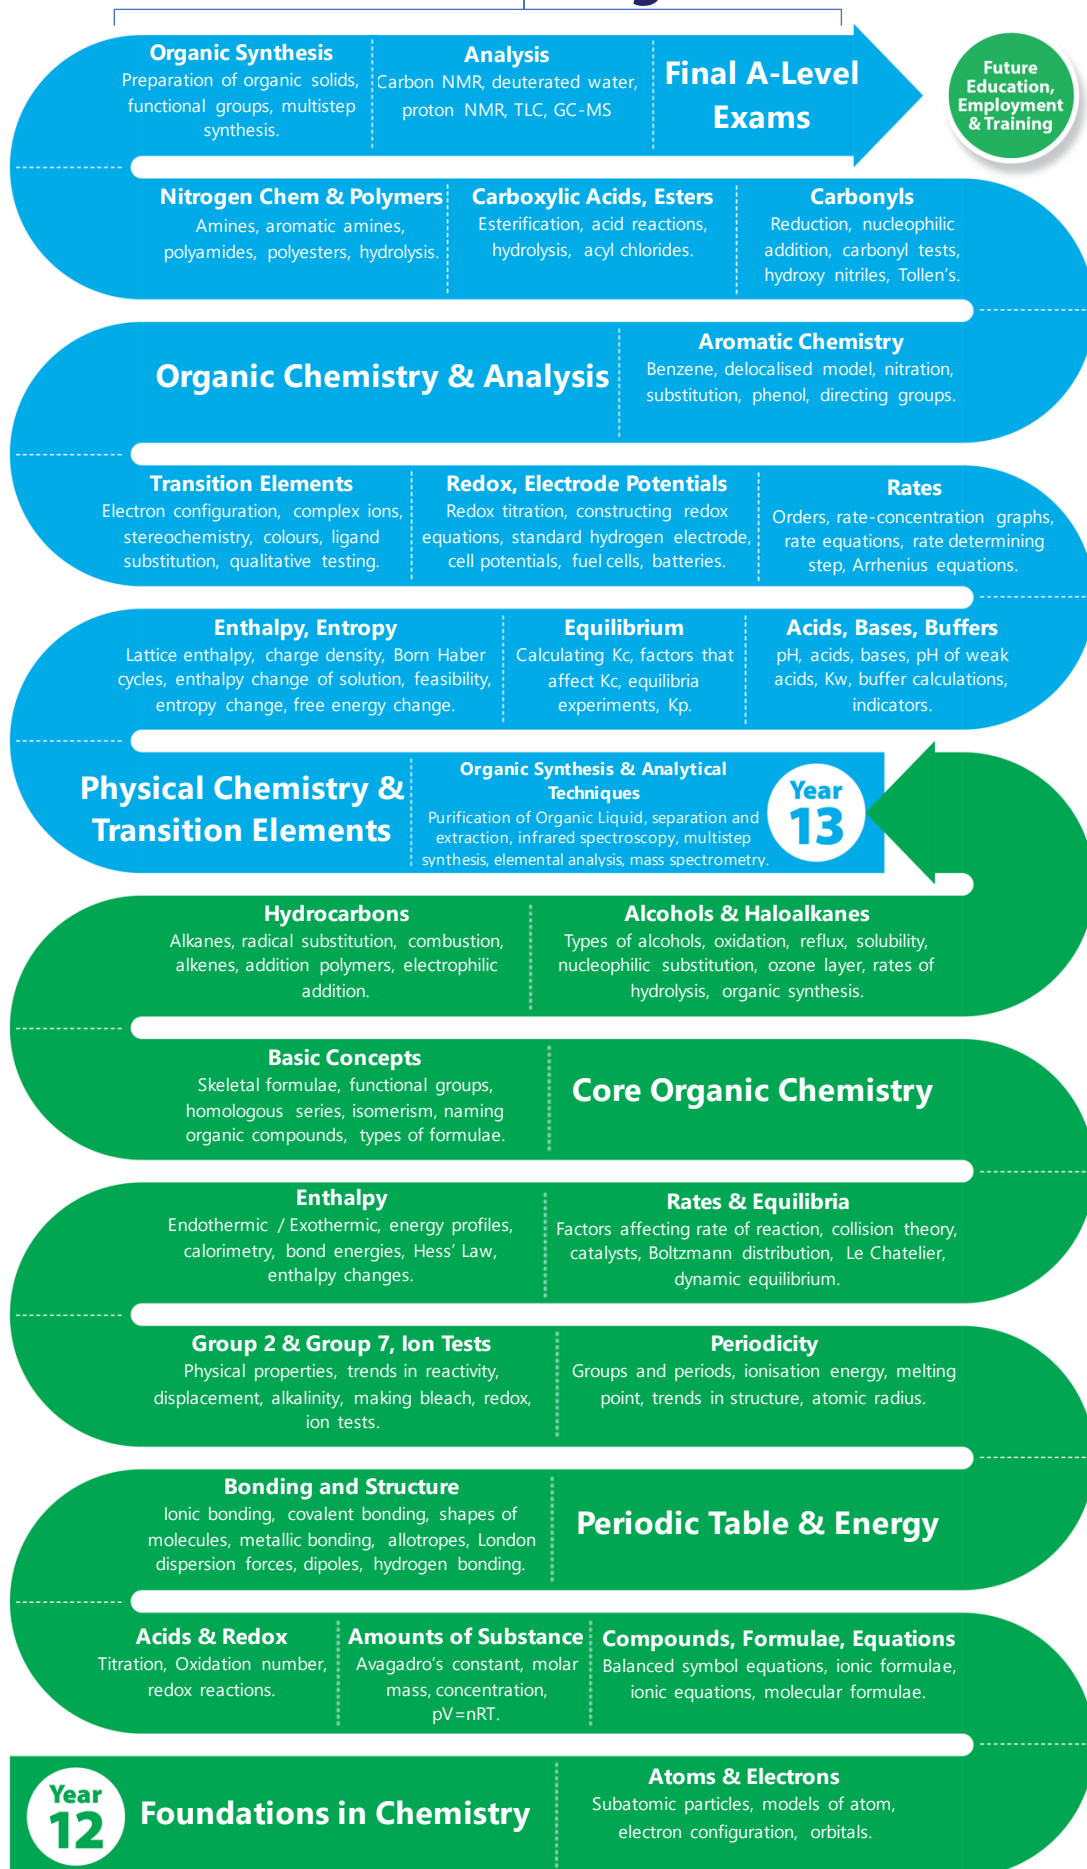 Organic Synthesis
Preparation of organic solids,
functional groups, multistep
synthesis.
Analysis
Carbon NMR, deuterated water,
proton NMR, TLC, GC-MS
Final A-Level
Exams
Future
Education,
Employment
& Training
Nitrogen Chem & Polymers
Amines, aromatic amines,
polyamides, polyesters, hydrolysis.
Carboxylic Acids, Esters
Esterification, acid reactions,
hydrolysis, acyl chlorides.
Carbonyls
Reduction, nucleophilic
addition, carbonyl tests,
hydroxy nitriles, Tollen's.
Organic Chemistry & Analysis
Aromatic Chemistry
Benzene, delocalised model, nitration,
substitution, phenol, directing groups.
Transition Elements
Electron configuration, complex ions,
stereochemistry, colours, ligand
substitution, qualitative testing.
Redox, Electrode Potentials
Redox titration, constructing redox
equations, standard hydrogen electrode,
cell potentials, fuel cells, batteries.
Rates
Orders, rate-concentration graphs,
rate equations, rate determining
step, Arrhenius equations.
Enthalpy, Entropy
Lattice enthalpy, charge density, Born Haber
cycles, enthalpy change of solution, feasibility,
entropy change, free energy change.
Equilibrium
Calculating Kc, factors that
affect Kc, equilibria
experiments, Kp.
Acids, Bases, Buffers
pH, acids, bases, pH of weak
acids, Kw, buffer calculations,
indicators.
Physical Chemistry &
Transition Elements
Organic Synthesis & Analytical
Techniques
Purification of Organic Liquid, separation and
extraction, infrared spectroscopy, multistep
synthesis, elemental analysis, mass spectrometry.
Year
13
Hydrocarbons
Alkanes, radical substitution, combustion,
alkenes, addition polymers, electrophilic
addition.
Alcohols & Haloalkanes
Types of alcohols, oxidation, reflux, solubility,
nucleophilic substitution, ozone layer, rates of
hydrolysis, organic synthesis.
Basic Concepts
Skeletal formulae, functional groups,
homologous series, isomerism, naming
organic compounds, types of formulae.
Core Organic Chemistry
Enthalpy
Endothermic / Exothermic, energy profiles,
calorimetry, bond energies, Hess' Law,
enthalpy changes.
Rates & Equilibria
Factors affecting rate of reaction, collision theory,
catalysts, Boltzmann distribution, Le Chatelier,
dynamic equilibrium.
Group 2 & Group 7, Ion Tests
Physical properties, trends in reactivity,
displacement, alkalinity, making bleach, redox,
ion tests.
Periodicity
Groups and periods, ionisation energy, melting
point, trends in structure, atomic radius.
Bonding and Structure
Ionic bonding, covalent bonding, shapes of
molecules, metallic bonding, allotropes, London
dispersion forces, dipoles, hydrogen bonding.
Periodic Table & Energy
Acids & Redox
Titration, Oxidation number,
redox reactions.
Amounts of Substance
Avagadro's constant, molar
mass, concentration,
pV=nRT.
Compounds, Formulae, Equations
Balanced symbol equations, ionic formulae,
ionic equations, molecular formulae.
Year
12
Foundations in Chemistry
Atoms & Electrons
Subatomic particles, models of atom,
electron configuration, orbitals.